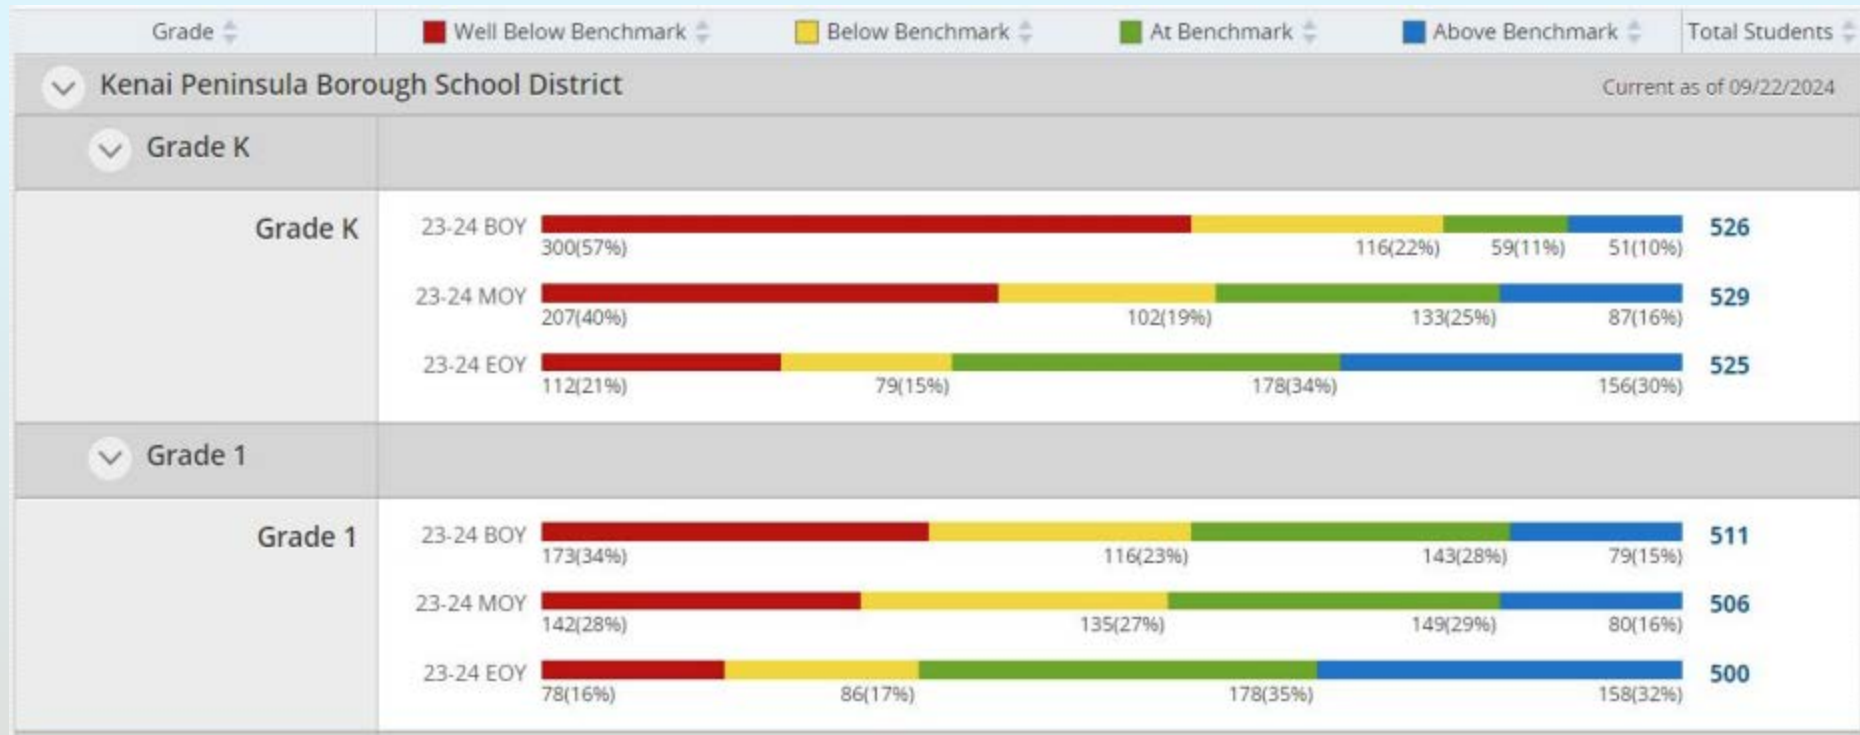 Grade Well Below Benchmark Below Benchmark At Benchmark Above Benchmark Total Students
Kenai Peninsula Borough School District Current as of 09/22/2024
Grade K
Grade K 23-24 BOY 526
300(57%) 116(22%) 59(11%) 51(10%)
23-24 MOY 529
207(40%) 102(19%) 133(25%) 87(16%)
23-24 EOY 525
112(21%) 79(15%) 178(34%) 156(30%)
Grade 1
Grade 1 23-24 BOY 511
173(34%) 116(23%) 143(28%) 79(15%)
23-24 MOY 506
142(28%) 135(27%) 149(29%) 80(16%)
23-24 EOY 500
78(16%) 86(17%) 178(35%) 158(32%)